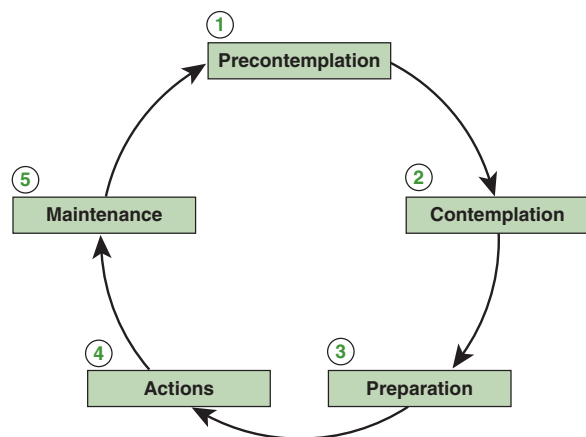 1
Precontemplation
2
Contemplation
3
Preparation
4
Actions
5
Maintenance